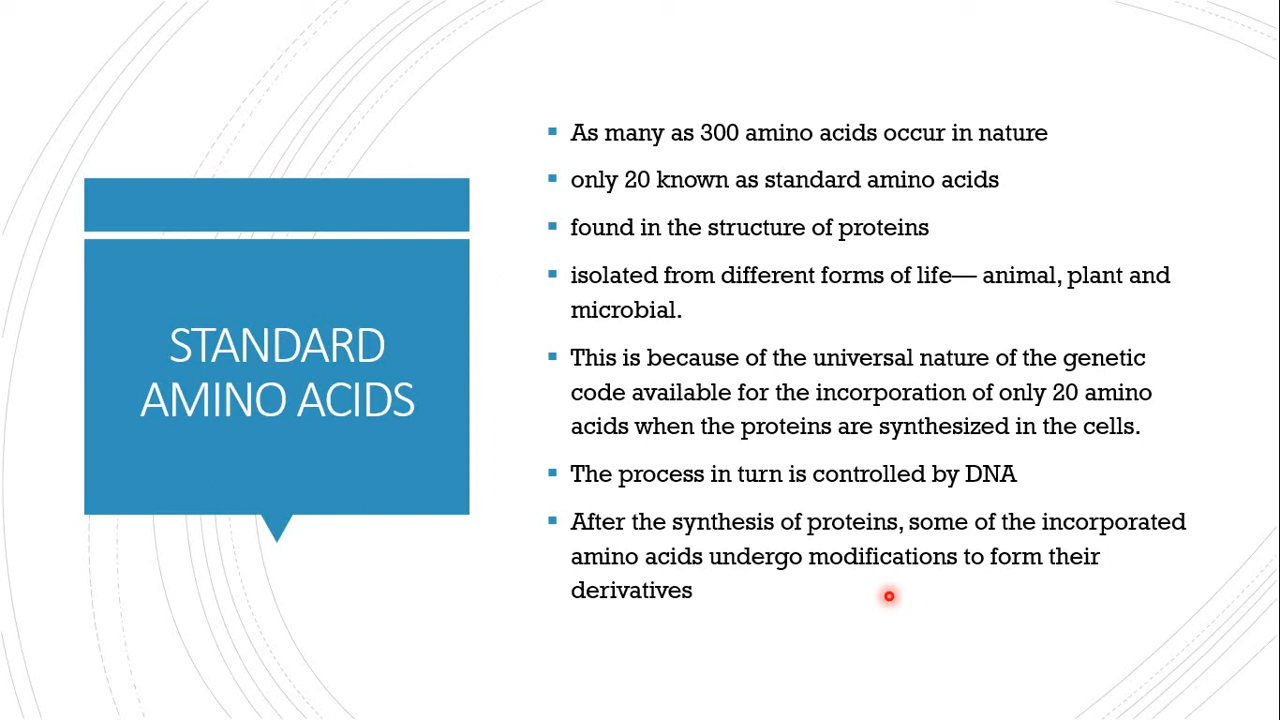 STANDARD
AMINO ACIDS
As many as 300 amino acids occur in nature
only 20 known as standard amino acids
found in the structure of proteins
isolated from different forms of life— animal, plant and
microbial.
This is because of the universal nature of the genetic
code available for the incorporation of only 20 amino
acids when the proteins are synthesized in the cells.
The process in turn is controlled by DNA
After the synthesis of proteins, some of the incorporated
amino acids undergo modifications to form their
derivatives